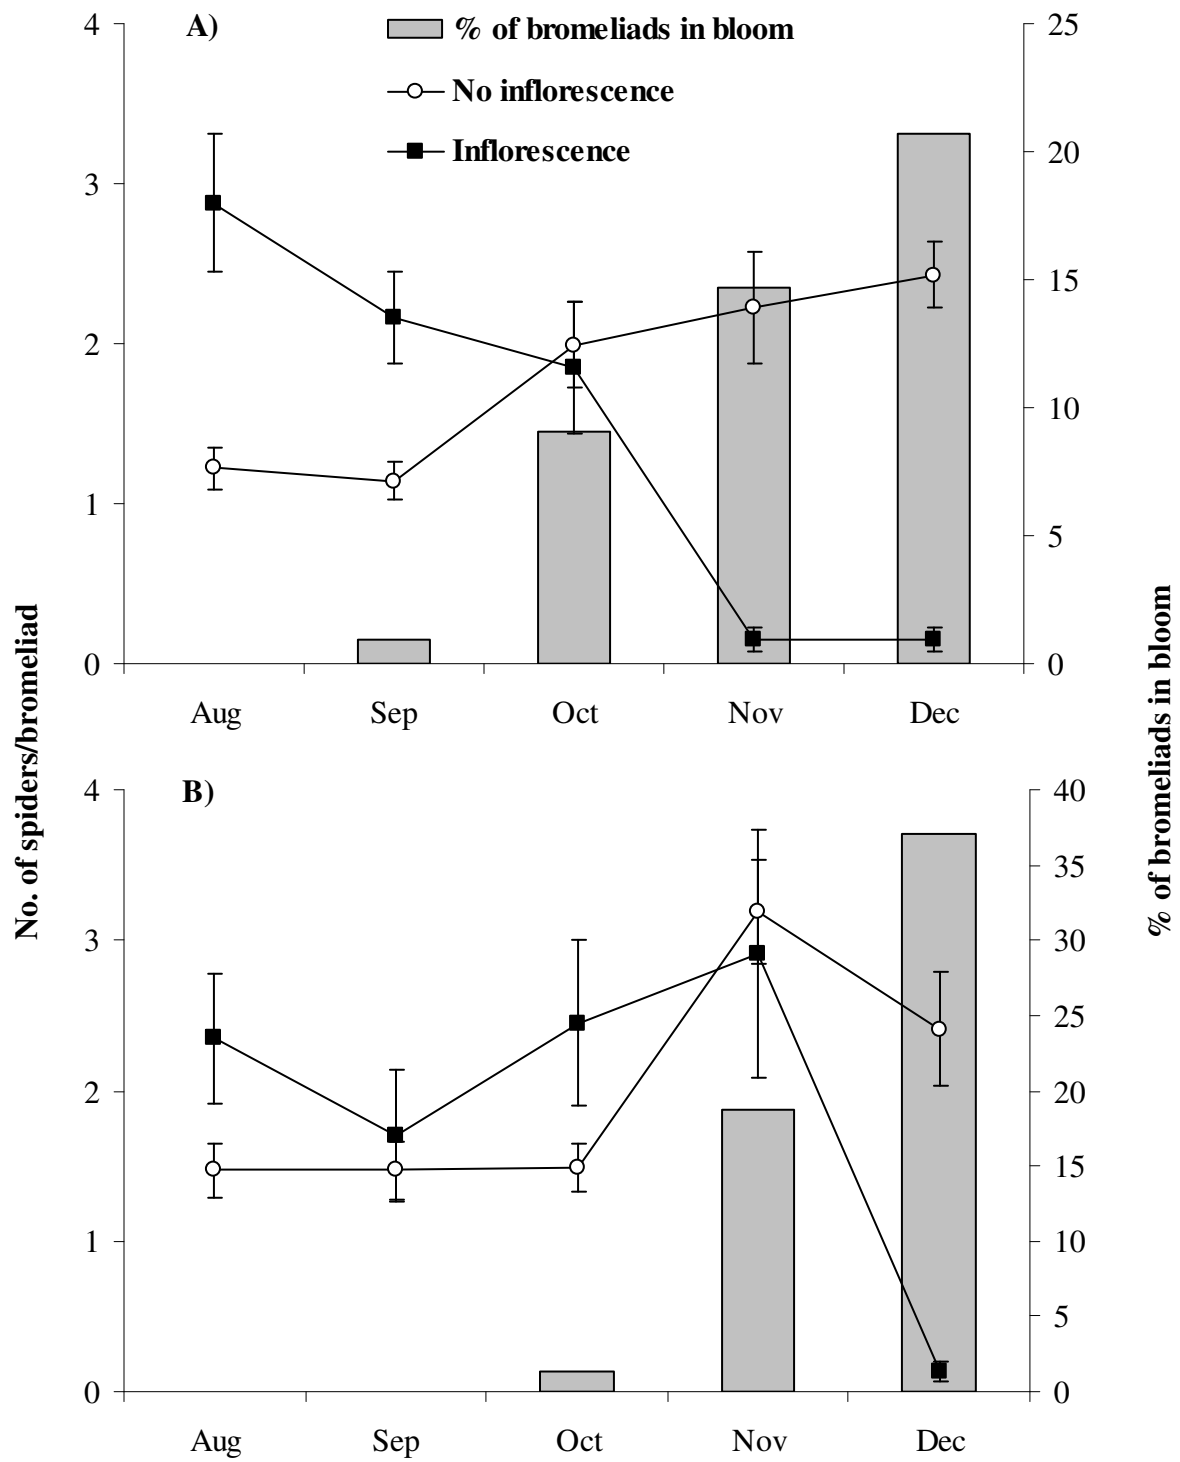 A)
% of bromeliads in bloom
No inflorescence
Inflorescence
4
3
2
1
0
25
20
15
10
5
0
Aug Sep Oct Nov Dec
No. of spiders/bromeliad
% of bromeliads in bloom
B)
4
3
2
1
0
40
35
30
25
20
15
10
5
0
Aug Sep Oct Nov Dec